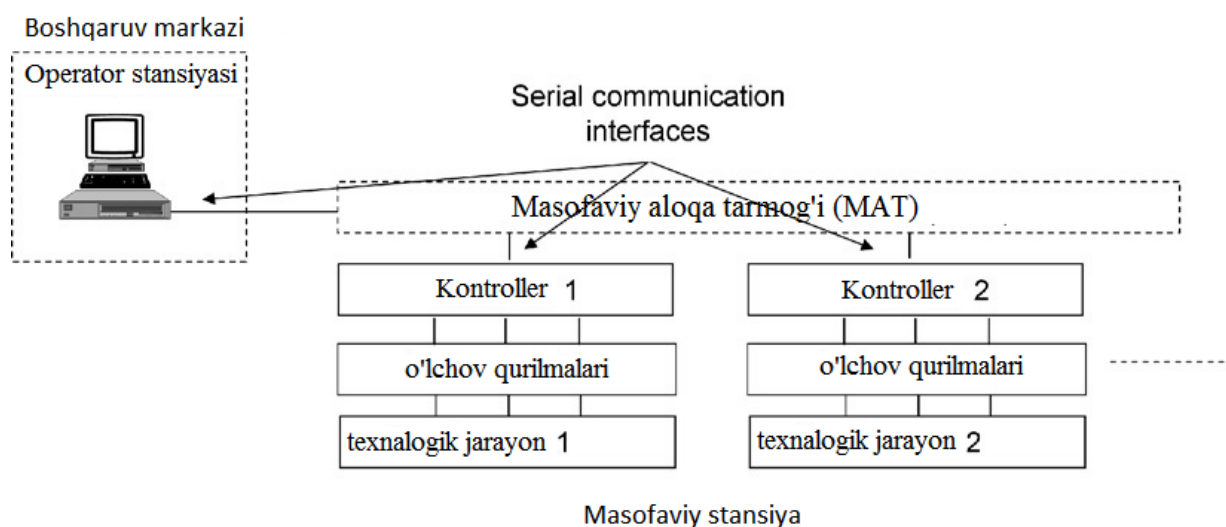 Boshqaruv markazi
Operator stansiyasi
Serial communication
interfaces
Masofaviy aloqa tarmog'i (MAT)
Kontroller 1
Kontroller 2
o'lchov qurilmalari
o'lchov qurilmalari
texnalogik jarayon 1
texnalogik jarayon 2
Masofaviy stansiya